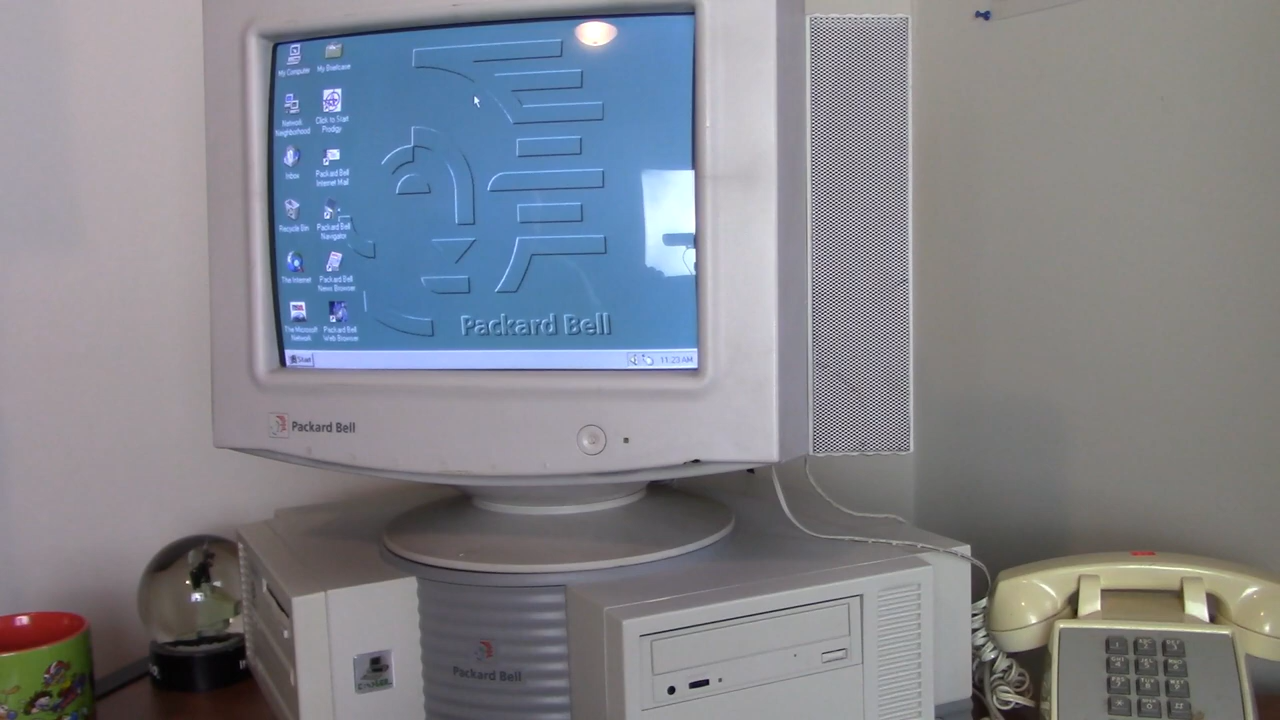 My Computer
My Briefcase
Network
Neighborhood
Click to Start
Prodigy
Inbox
Packard Bell
Internet Mail
Recycle Bin
Packard Bell
Navigator
The Internet
Packard Bell
News Browser
The Microsoft
Network
Packard Bell
Web Browser
Packard Bell
Start
11:23 AM
Packard Bell
Packard Bell